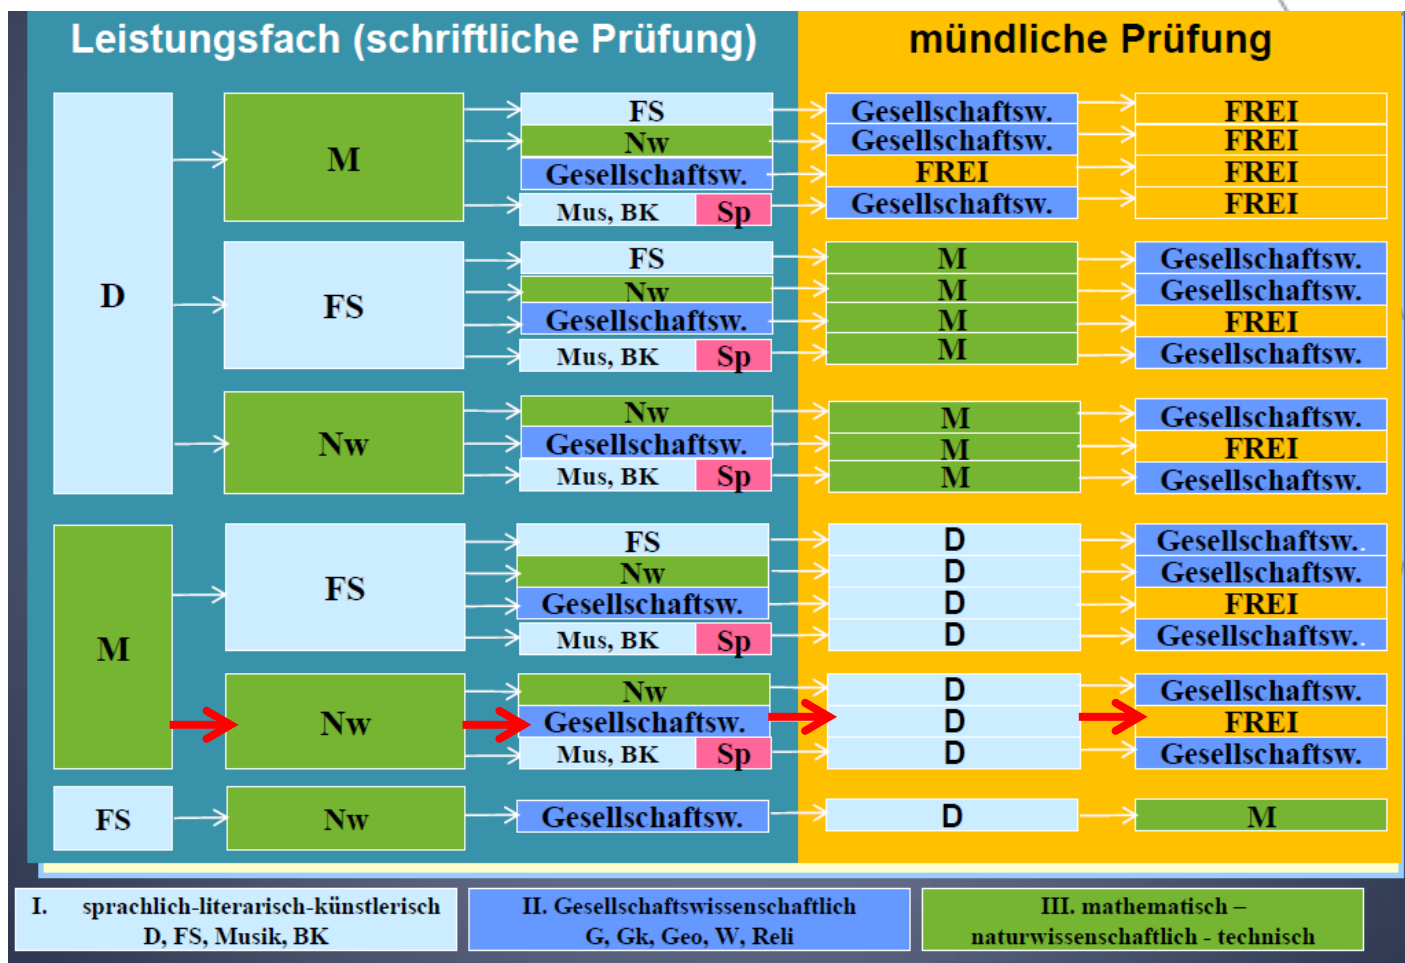 Leistungsfach (schriftliche Prüfung) mündliche Prüfung
D
M
FS Gesellschaftsw. FREI
Nw Gesellschaftsw. FREI
Gesellschaftsw. FREI FREI
Mus, BK Sp Gesellschaftsw. FREI
FS
FS M Gesellschaftsw.
Nw M Gesellschaftsw.
Gesellschaftsw. M FREI
Mus, BK Sp M Gesellschaftsw.
Nw
Nw M Gesellschaftsw.
Gesellschaftsw. M FREI
Mus, BK Sp M Gesellschaftsw.
M
FS
FS D Gesellschaftsw..
Nw D Gesellschaftsw.
Gesellschaftsw. D FREI
Mus, BK Sp D Gesellschaftsw..
Nw
Nw D Gesellschaftsw.
Gesellschaftsw. D FREI
Mus, BK Sp D Gesellschaftsw.
FS Nw Gesellschaftsw. D M
I. sprachlich-literarisch-künstlerisch
D, FS, Musik, BK
II. Gesellschaftswissenschaftlich
G, Gk, Geo, W, Reli
III. mathematisch –
naturwissenschaftlich - technisch